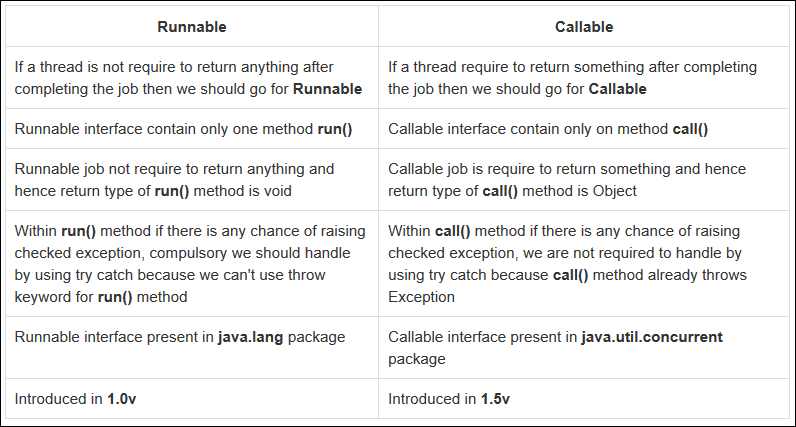 Runnable
Callable
If a thread is not require to return anything after
completing the job then we should go for Runnable
If a thread require to return something after completing
the job then we should go for Callable
Runnable interface contain only one method run()
Callable interface contain only on method call()
Runnable job not require to return anything and
hence return type of run() method is void
Callable job is require to return something and hence
return type of call() method is Object
Within run() method if there is any chance of raising
checked exception, compulsory we should handle
by using try catch because we can't use throw
keyword for run() method
Within call() method if there is any chance of raising
checked exception, we are not required to handle by
using try catch because call() method already throws
Exception
Runnable interface present in java.lang package
Callable interface present in java.util.concurrent
package
Introduced in 1.0v
Introduced in 1.5v